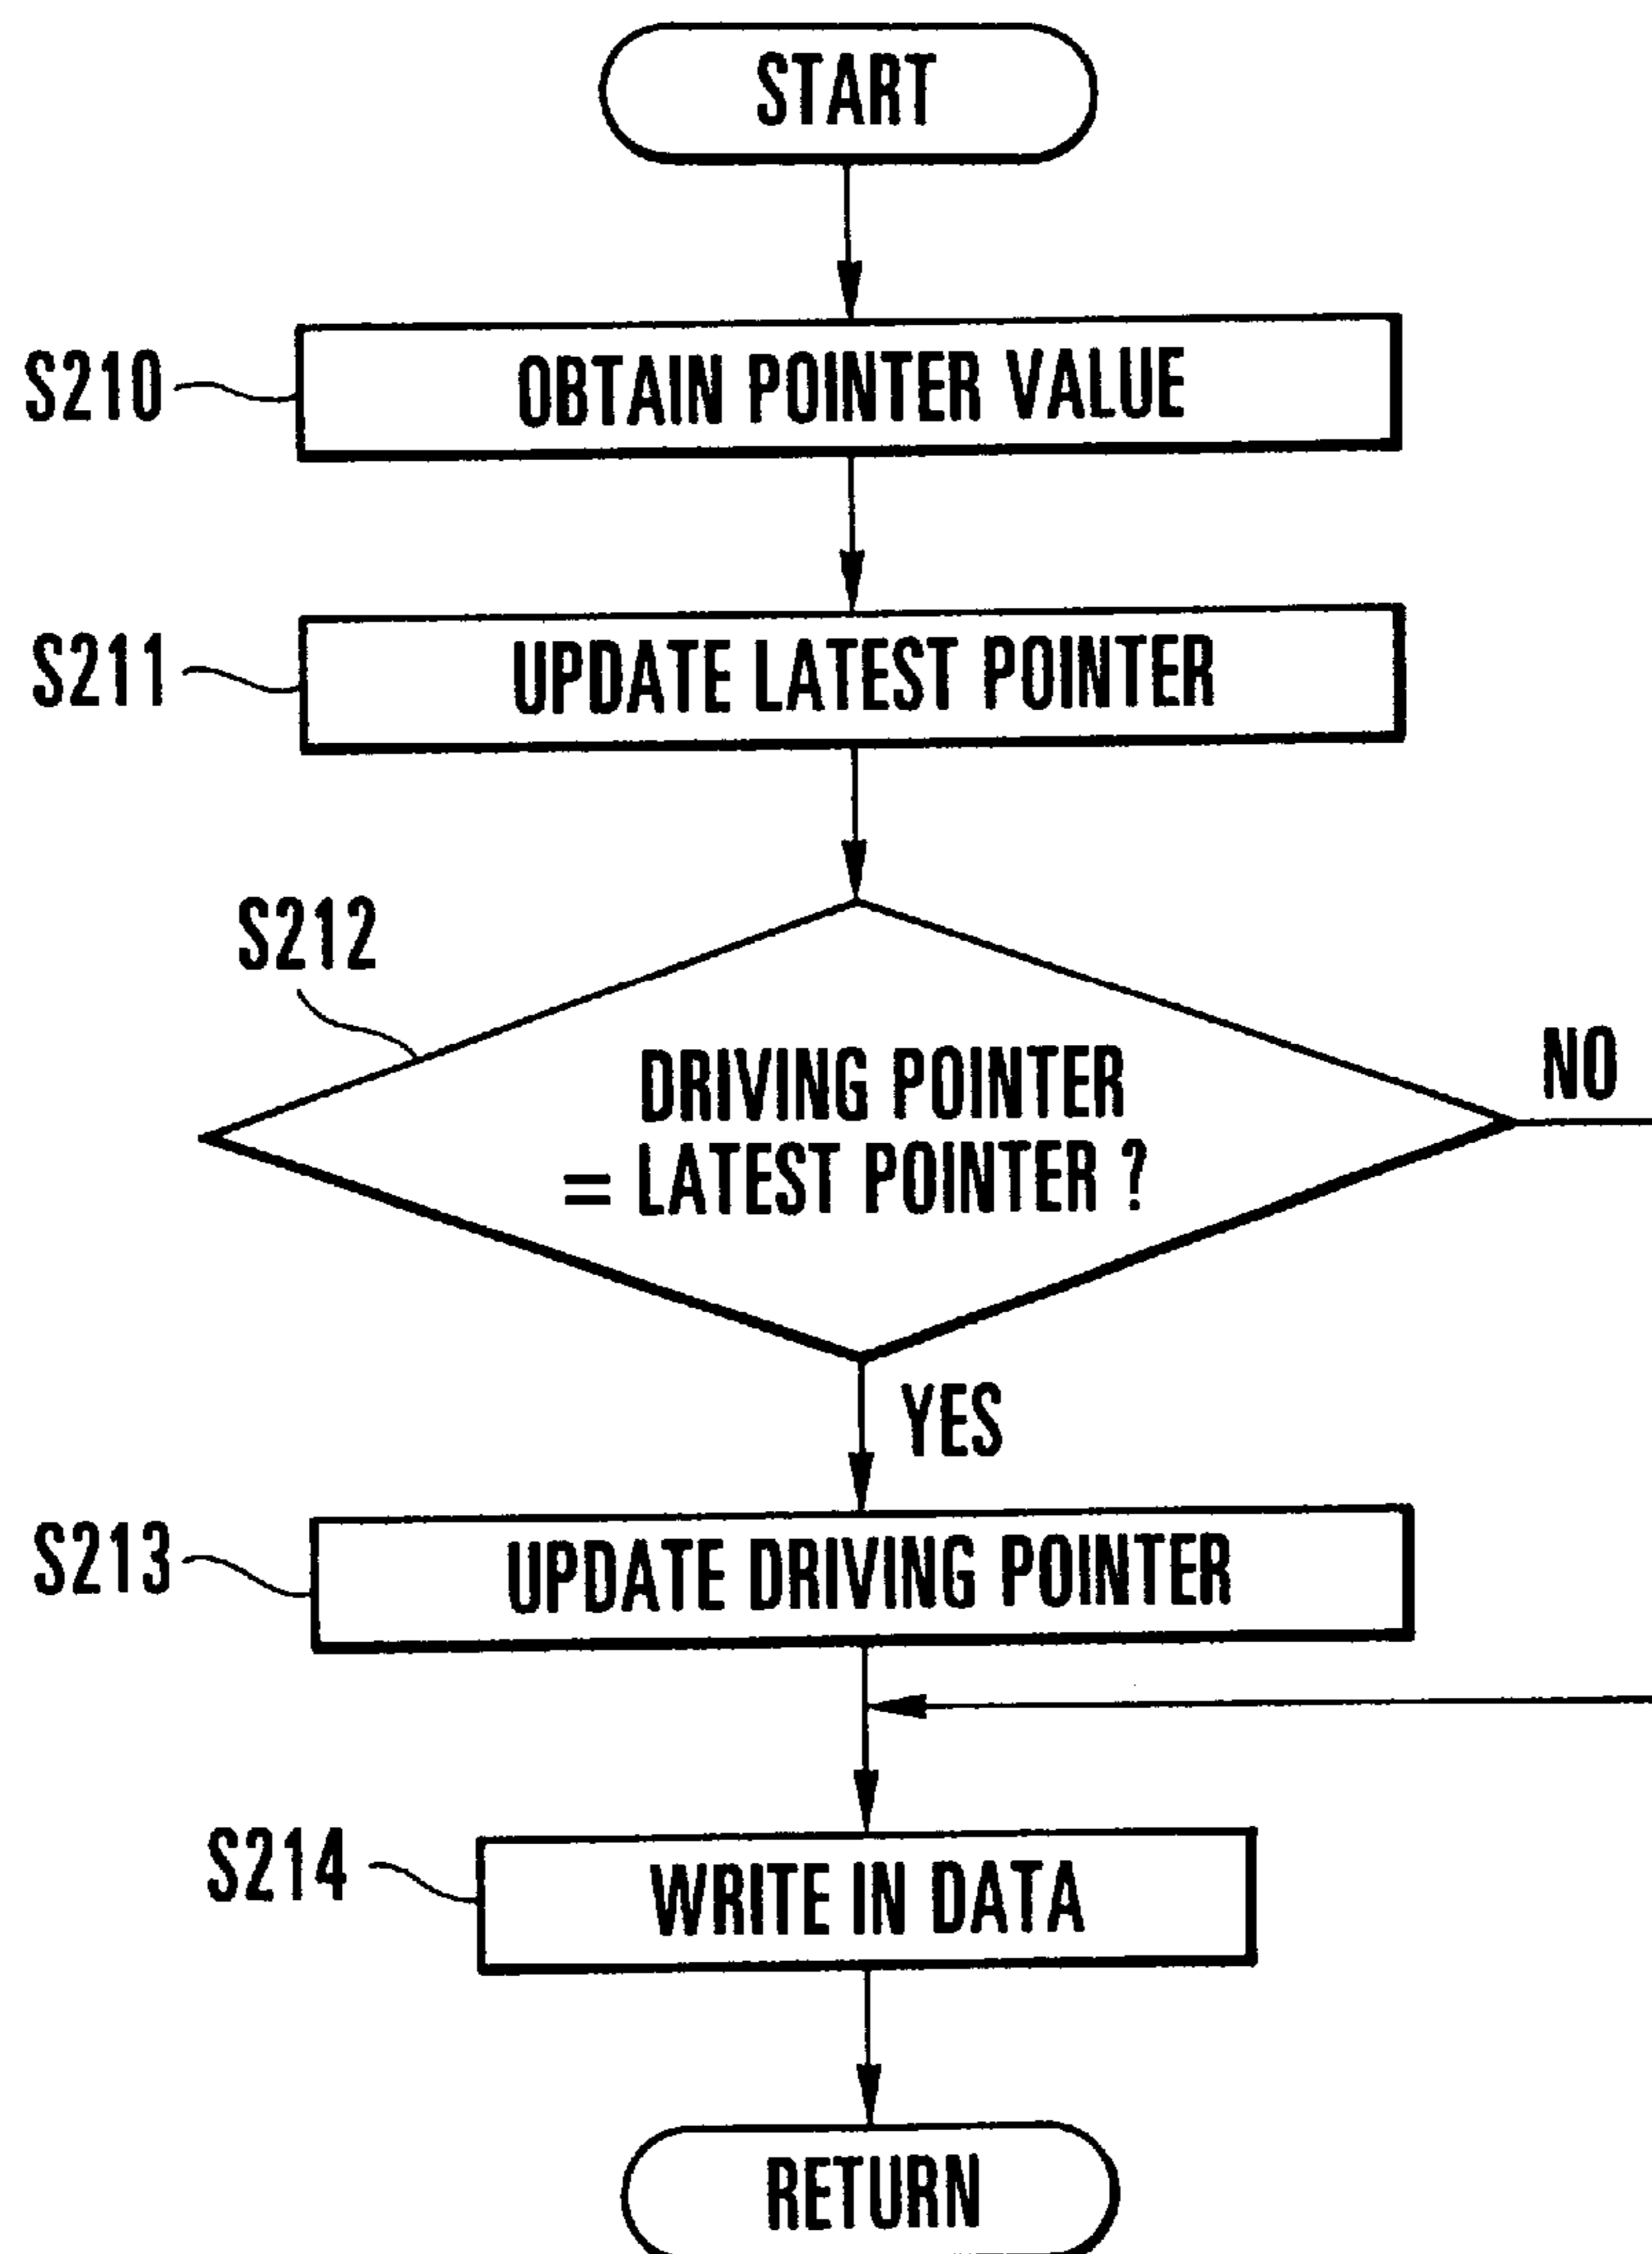 START
S210
OBTAIN POINTER VALUE
S211
UPDATE LATEST POINTER
S212
DRIVING POINTER
= LATEST POINTER ?
NO
YES
S213
UPDATE DRIVING POINTER
S214
WRITE IN DATA
RETURN